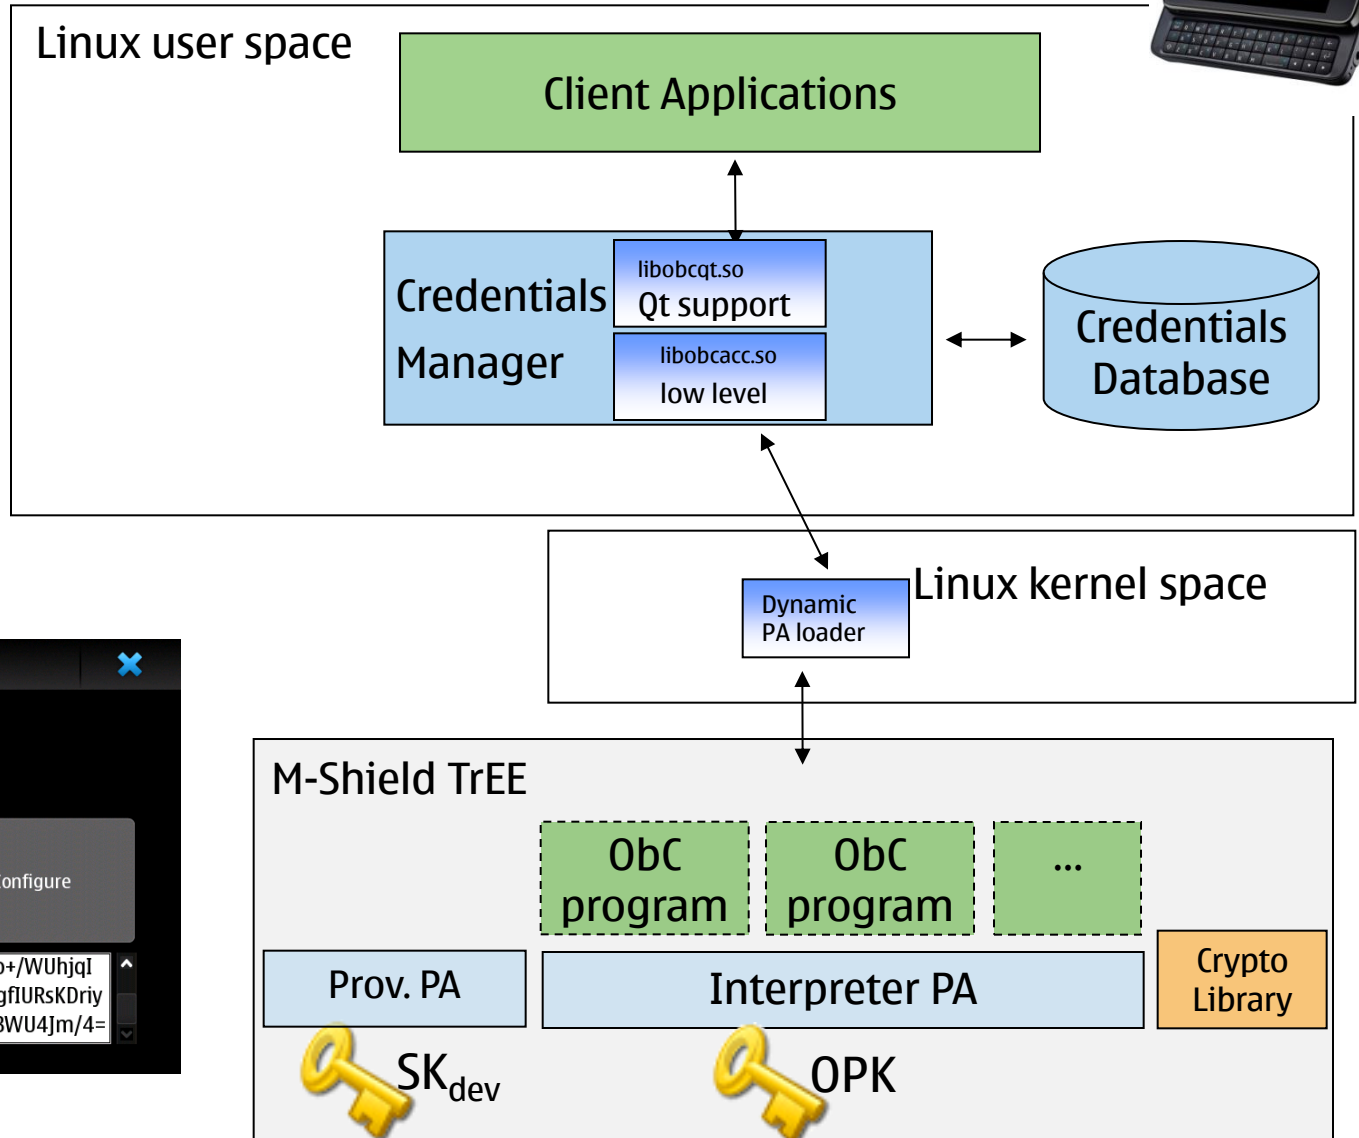 Linux user space
Client Applications
Credentials
Manager
libobcqt.so
Qt support
libobcacc.so
low level
Credentials
Database
Linux kernel space
Dynamic
PA loader
M-Shield TrEE
ObC
program
ObC
program
...
Prov. PA
Interpreter PA
Crypto
Library
SKdev
OPK
onfigure
+/WUhjqI
gfIURsKDriy
BWU4Jm/4=